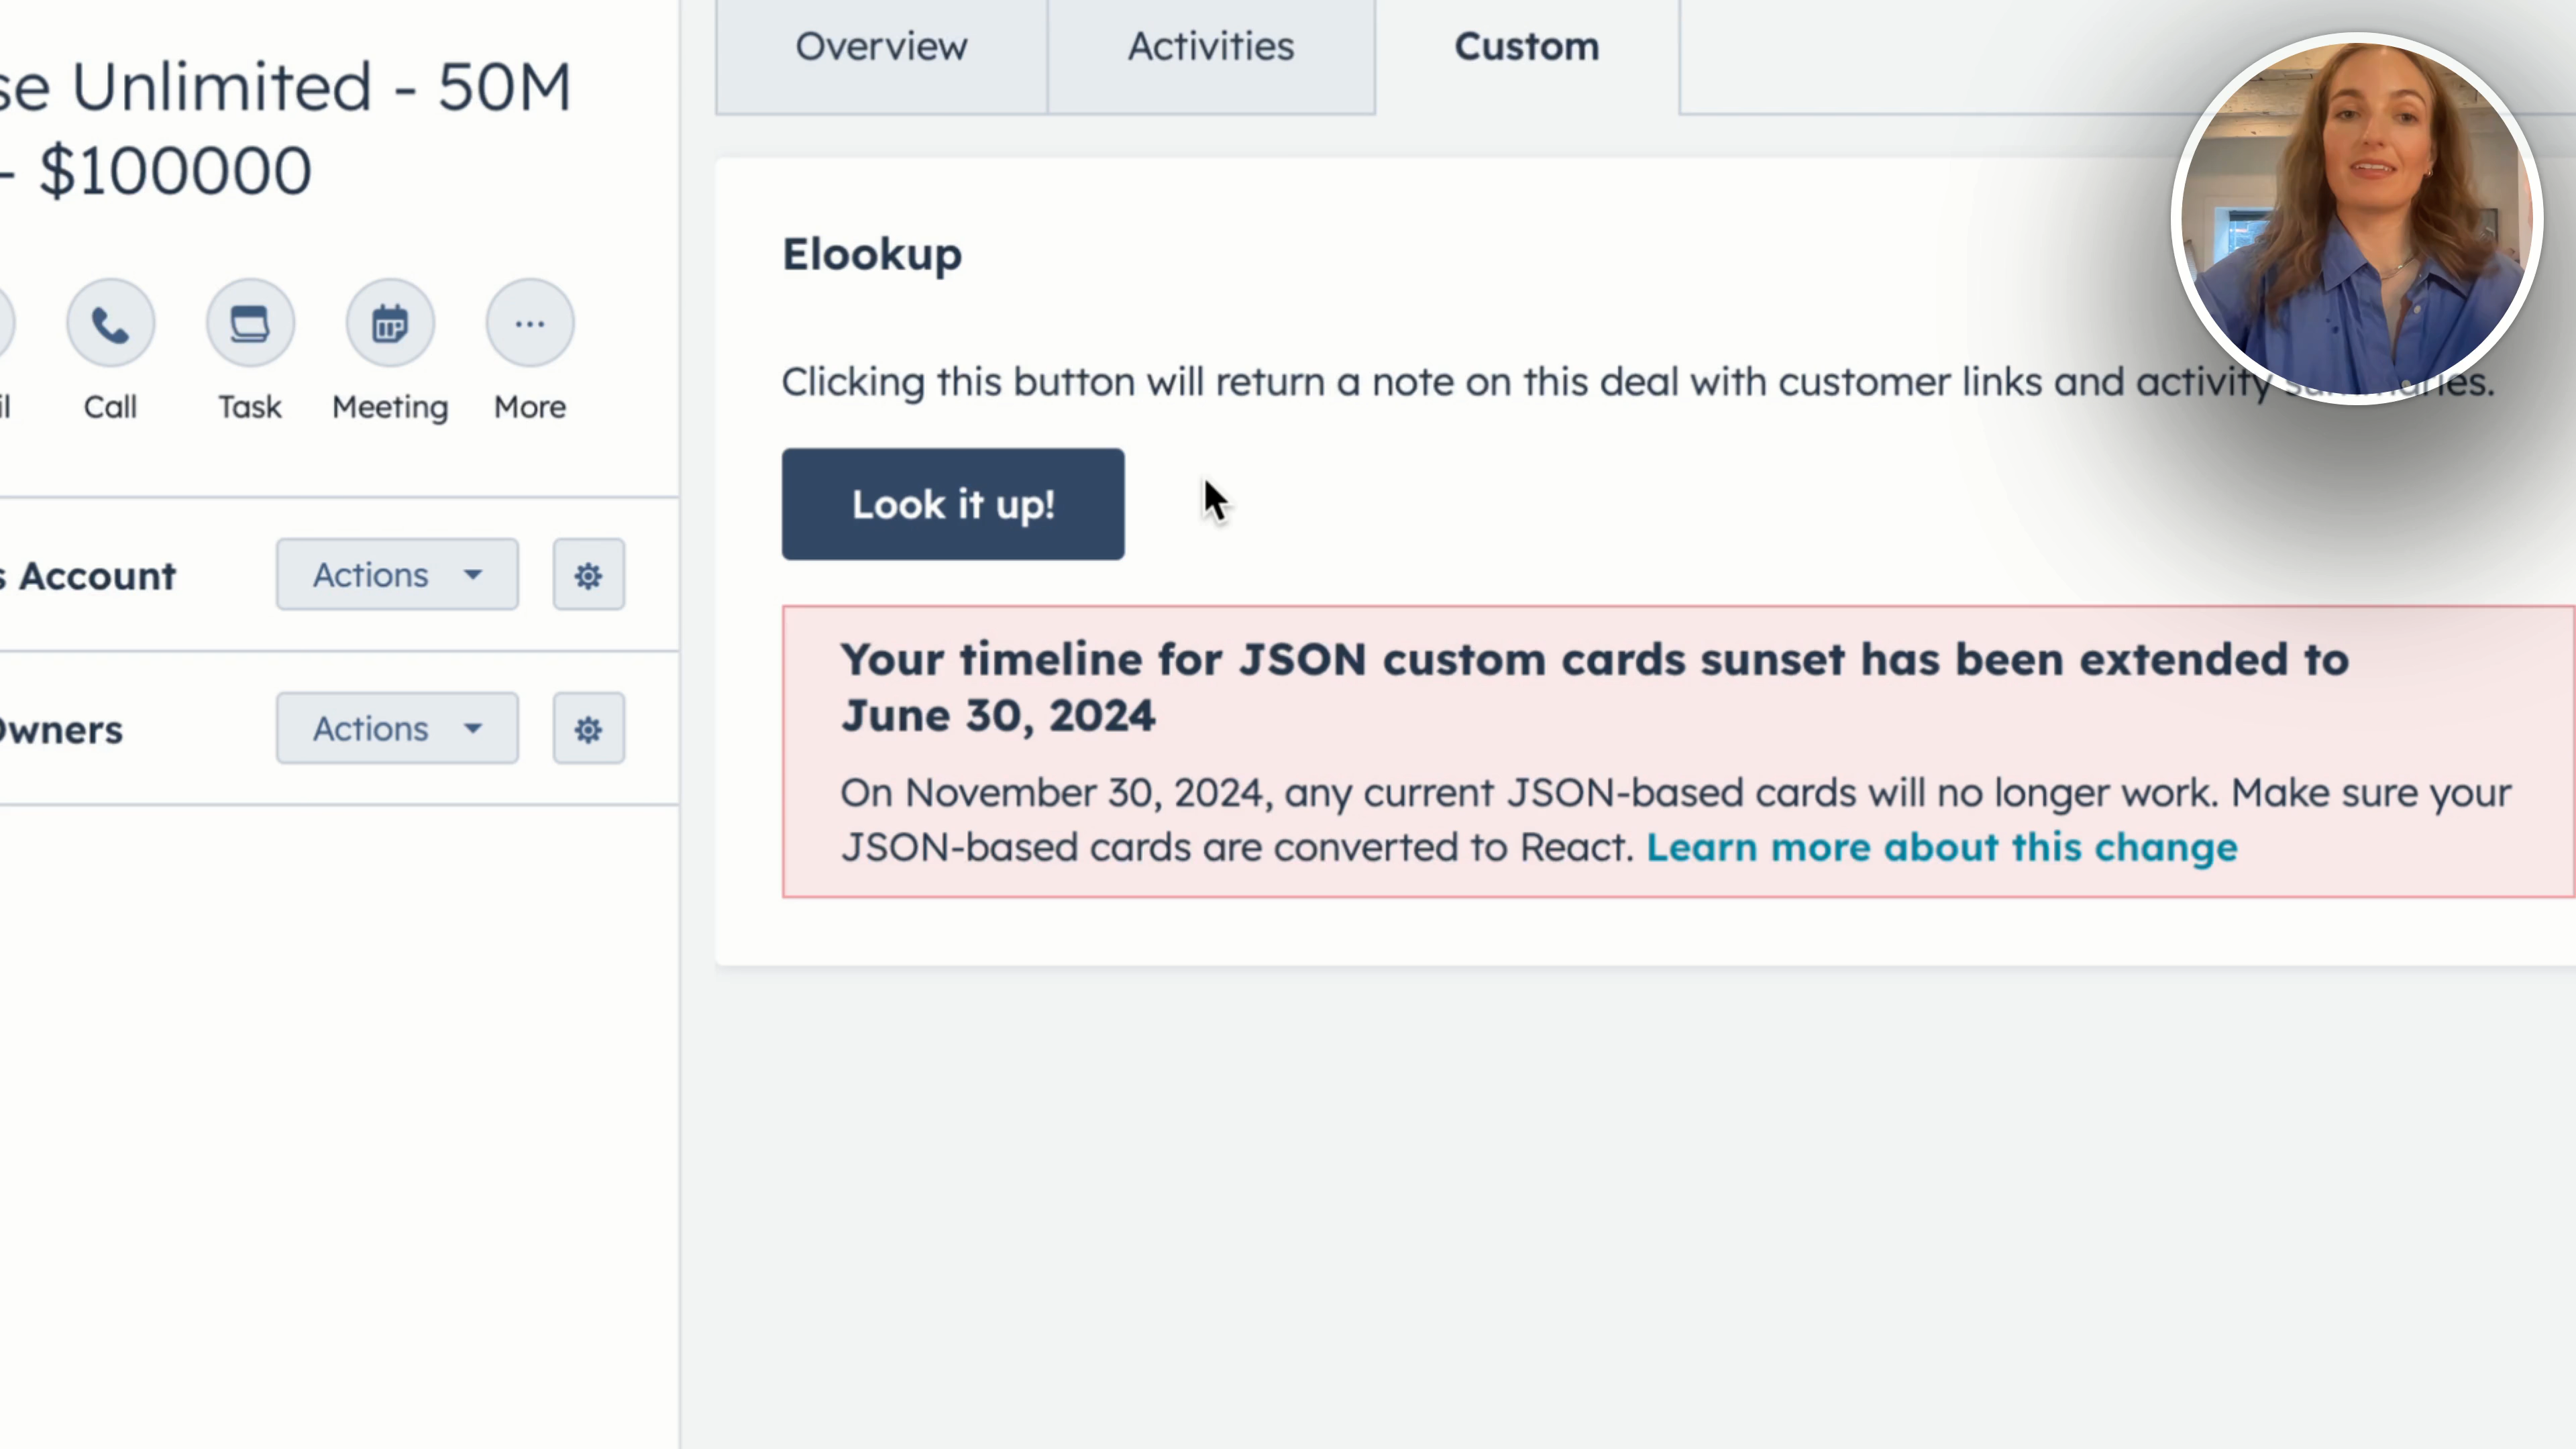 Overview
Activities
Custom
se Unlimited - 50M
- $100000
Call
Task
Meeting
More
s Account
Actions
Owners
Actions
Elookup
Clicking this button will return a note on this deal with customer links and activity
Look it up!
Your timeline for JSON custom cards sunset has been extended to
June 30, 2024
On November 30, 2024, any current JSON-based cards will no longer work. Make sure your
JSON-based cards are converted to React. Learn more about this change